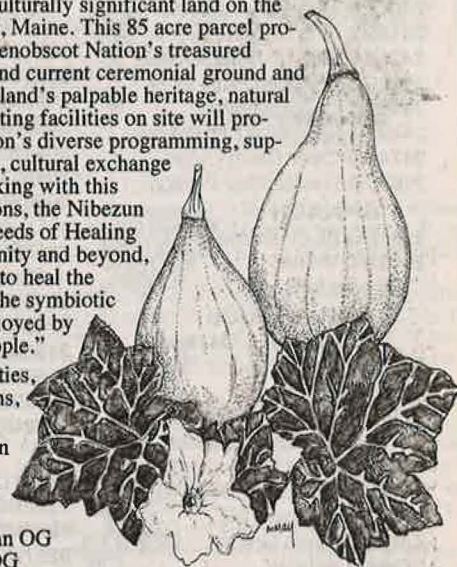 ulturally significant land on the
, Maine. This 85 acre parcel pro-
enobscot Nation's treasured
nd current ceremonial ground and
land's palpable heritage, natural
ting facilities on site will pro-
on's diverse programming, sup-
, cultural exchange
king with this
ons, the Nibezun
eeds of Healing
nity and beyond,
to heal the
he symbiotic
oyed by
ople."
ties,
ns,
n
an OG
OG